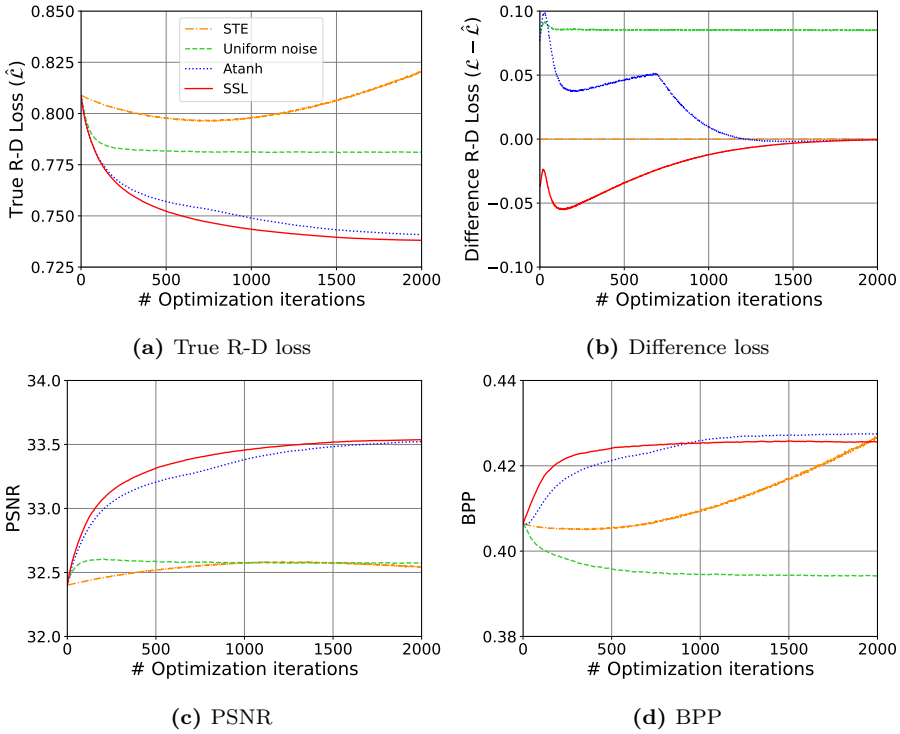 0.850
0.825
0.800
0.775
0.750
0.725
True R-D Loss (ℒ̂)
STE
Uniform noise
Atanh
SSL
0 500 1000 1500 2000
# Optimization iterations
(a) True R-D loss
0.10
0.05
0.00
−0.05
−0.10
Difference R-D Loss (ℒ − ℒ̂)
0 500 1000 1500 2000
# Optimization iterations
(b) Difference loss
34.0
33.5
33.0
32.5
32.0
PSNR
0 500 1000 1500 2000
# Optimization iterations
(c) PSNR
0.44
0.42
0.40
0.38
BPP
0 500 1000 1500 2000
# Optimization iterations
(d) BPP